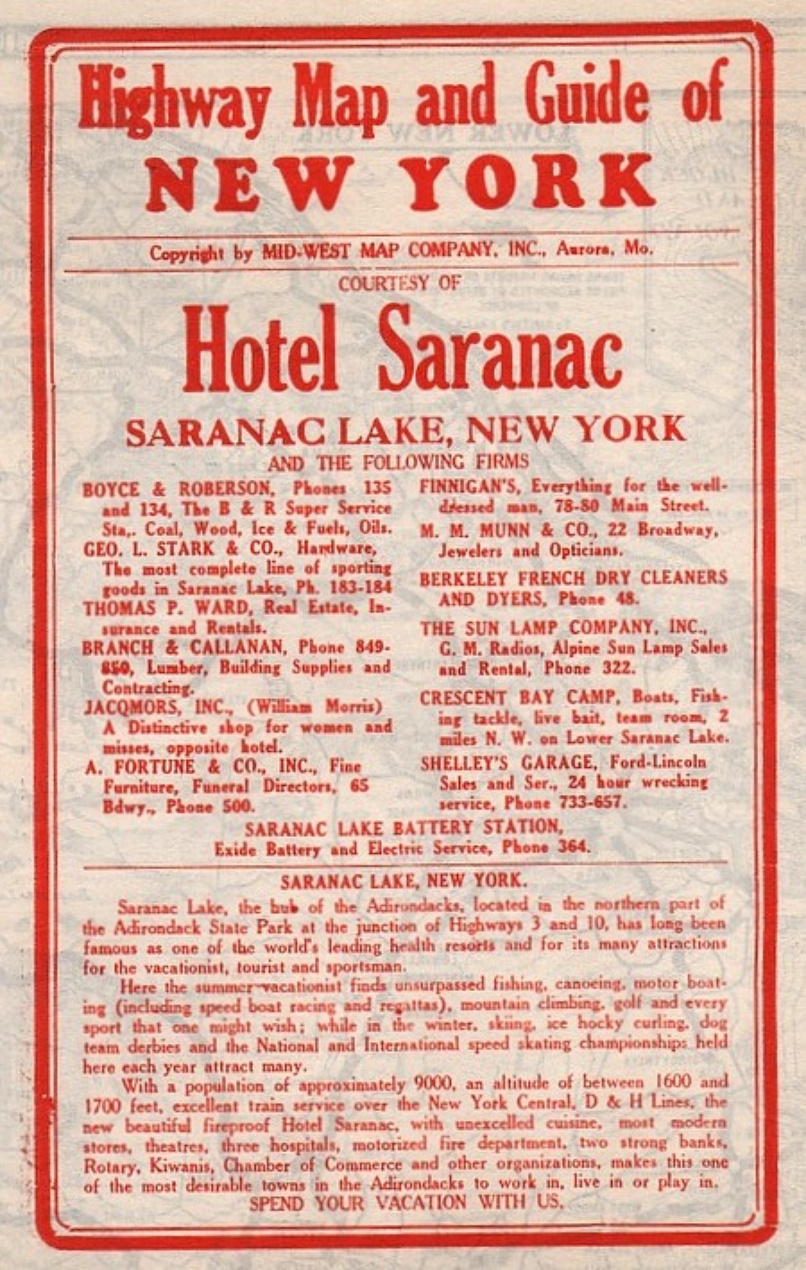 Highway Map and Guide of
NEW YORK
Copyright by MID-WEST MAP COMPANY, INC., Aurora, Mo.
COURTESY OF
Hotel Saranac
SARANAC LAKE, NEW YORK
AND THE FOLLOWING FIRMS
BOYCE & ROBERSON, Phones 135
and 134, The B & R Super Service
Sta,. Coal, Wood, Ice & Fuels, Oils.
GEO. L. STARK & CO., Hardware,
The most complete line of sporting
goods in Saranac Lake, Ph. 183-184
THOMAS P. WARD, Real Estate, In-
surance and Rentals.
BRANCH & CALLANAN, Phone 849-
850, Lumber, Building Supplies and
Contracting.
JACQMORS, INC., (William Morris)
A Distinctive shop for women and
misses, opposite hotel.
A. FORTUNE & CO., INC., Fine
Furniture, Funeral Directors, 65
Bdwy., Phone 500.
FINNIGAN'S, Everything for the well-
dressed man, 78-80 Main Street.
M. M. MUNN & CO., 22 Broadway,
Jewelers and Opticians.
BERKELEY FRENCH DRY CLEANERS
AND DYERS, Phone 48.
THE SUN LAMP COMPANY, INC.,
G. M. Radios, Alpine Sun Lamp Sales
and Rental, Phone 322.
CRESCENT BAY CAMP, Boats, Fish-
ing tackle, live bait, team room, 2
miles N. W. on Lower Saranac Lake.
SHELLEY'S GARAGE, Ford-Lincoln
Sales and Ser., 24 hour wrecking
service, Phone 733-657.
SARANAC LAKE BATTERY STATION,
Exide Battery and Electric Service, Phone 364.
SARANAC LAKE, NEW YORK.
Saranac Lake, the hub of the Adirondacks, located in the northern part of
the Adirondack State Park at the junction of Highways 3 and 10, has long been
famous as one of the world's leading health resorts and for its many attractions
for the vacationist, tourist and sportsman.
Here the summer vacationist finds unsurpassed fishing, canoeing, motor boat-
ing (including speed boat racing and regattas), mountain climbing, golf and every
sport that one might wish; while in the winter, skiing, ice hocky curling, dog
team derbies and the National and International speed skating championships held
here each year attract many.
With a population of approximately 9000, an altitude of between 1600 and
1700 feet, excellent train service over the New York Central, D & H Lines, the
new beautiful fireproof Hotel Saranac, with unexcelled cuisine, most modern
stores, theatres, three hospitals, motorized fire department, two strong banks,
Rotary, Kiwanis, Chamber of Commerce and other organizations, makes this one
of the most desirable towns in the Adirondacks to work in, live in or play in.
SPEND YOUR VACATION WITH US.
LOWER NEW YORK